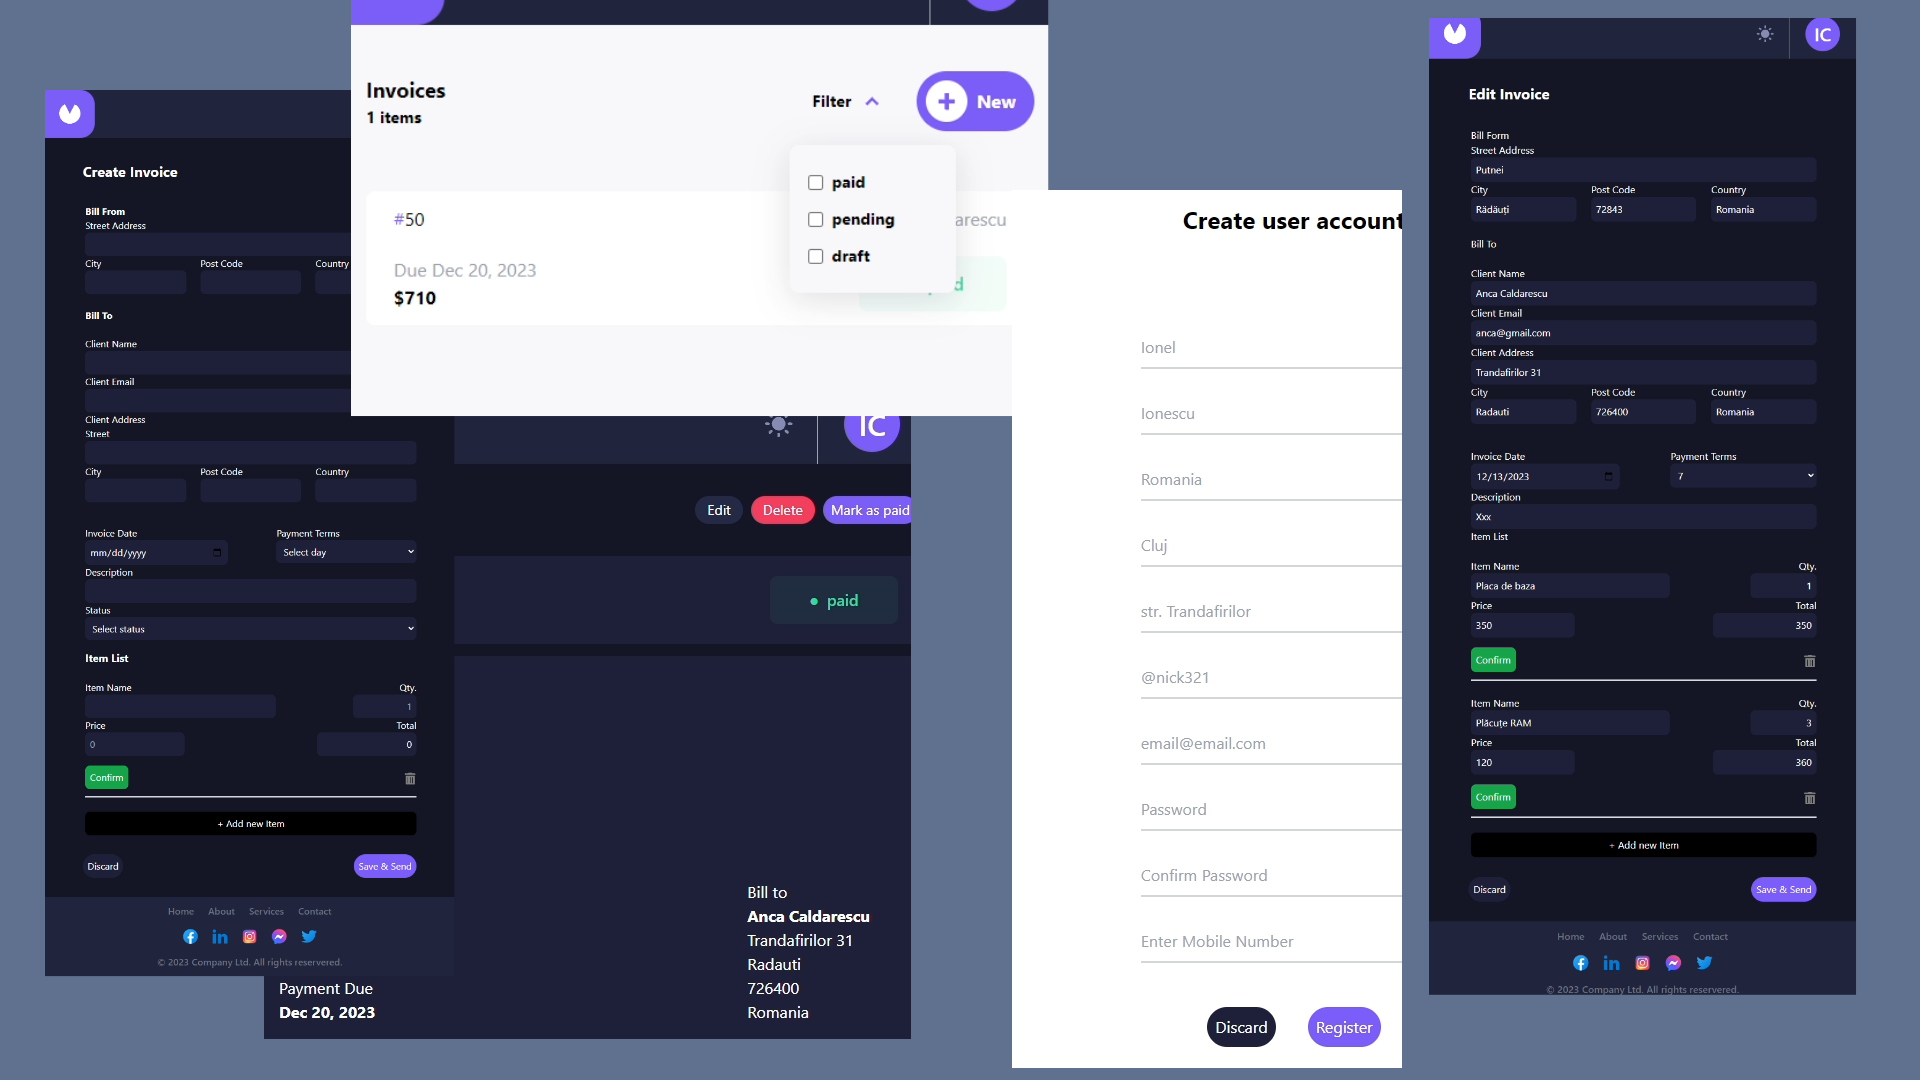 Create Invoice
Bill From
Street Address
City Post Code Country
Bill To
Client Name
Client Email
Client Address
Street
City Post Code Country
Invoice Date Payment Terms
mm/dd/yyyy Select day
Description
Status
Select status
Item List
Item Name Qty.
1
Price Total
0 0
Confirm
+ Add new Item
Discard Save & Send
Home About Services Contact
© 2023 Company Ltd. All rights reservered.
Invoices
1 items
Filter
New
paid
pending
draft
#50
arescu
Due Dec 20, 2023
$710
d
IC
Edit Delete Mark as paid
paid
Bill to
Anca Caldarescu
Trandafirilor 31
Radauti
726400
Romania
Payment Due
Dec 20, 2023
Create user account
Ionel
Ionescu
Romania
Cluj
str. Trandafirilor
@nick321
email@email.com
Password
Confirm Password
Enter Mobile Number
Discard Register
IC
Edit Invoice
Bill Form
Street Address
Putnei
City Post Code Country
Rădăuți 72843 Romania
Bill To
Client Name
Anca Caldarescu
Client Email
anca@gmail.com
Client Address
Trandafirilor 31
City Post Code Country
Radauti 726400 Romania
Invoice Date Payment Terms
12/13/2023 7
Description
Xxx
Item List
Item Name Qty.
Placa de baza 1
Price Total
350 350
Confirm
Item Name Qty.
Plăcuțe RAM 3
Price Total
120 360
Confirm
+ Add new Item
Discard Save & Send
Home About Services Contact
© 2023 Company Ltd. All rights reservered.